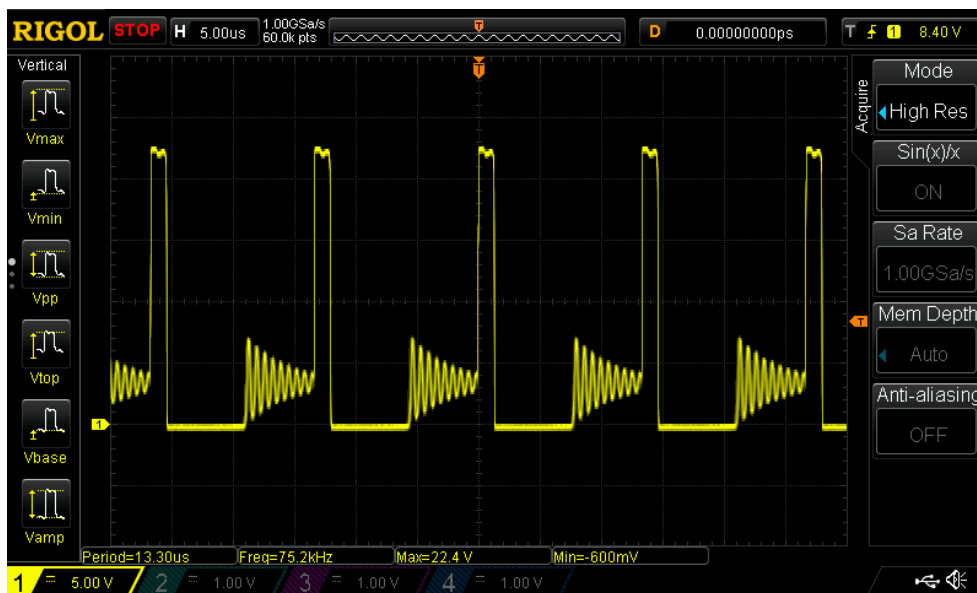 RIGOL STOP H 5.00us 1.00GSa/s 60.0k pts T D 0.00000000ps T 1 8.40 V
Vertical
Vmax
Vmin
Vpp
Vtop
Vbase
Vamp
T
T
1
Acquire
Mode
High Res
Sin(x)/x
ON
Sa Rate
1.00GSa/s
Mem Depth
Auto
Anti-aliasing
OFF
Period=13.30us Freq=75.2kHz Max=22.4 V Min=-600mV
1 = 5.00 V 2 = 1.00 V 3 = 1.00 V 4 = 1.00 V